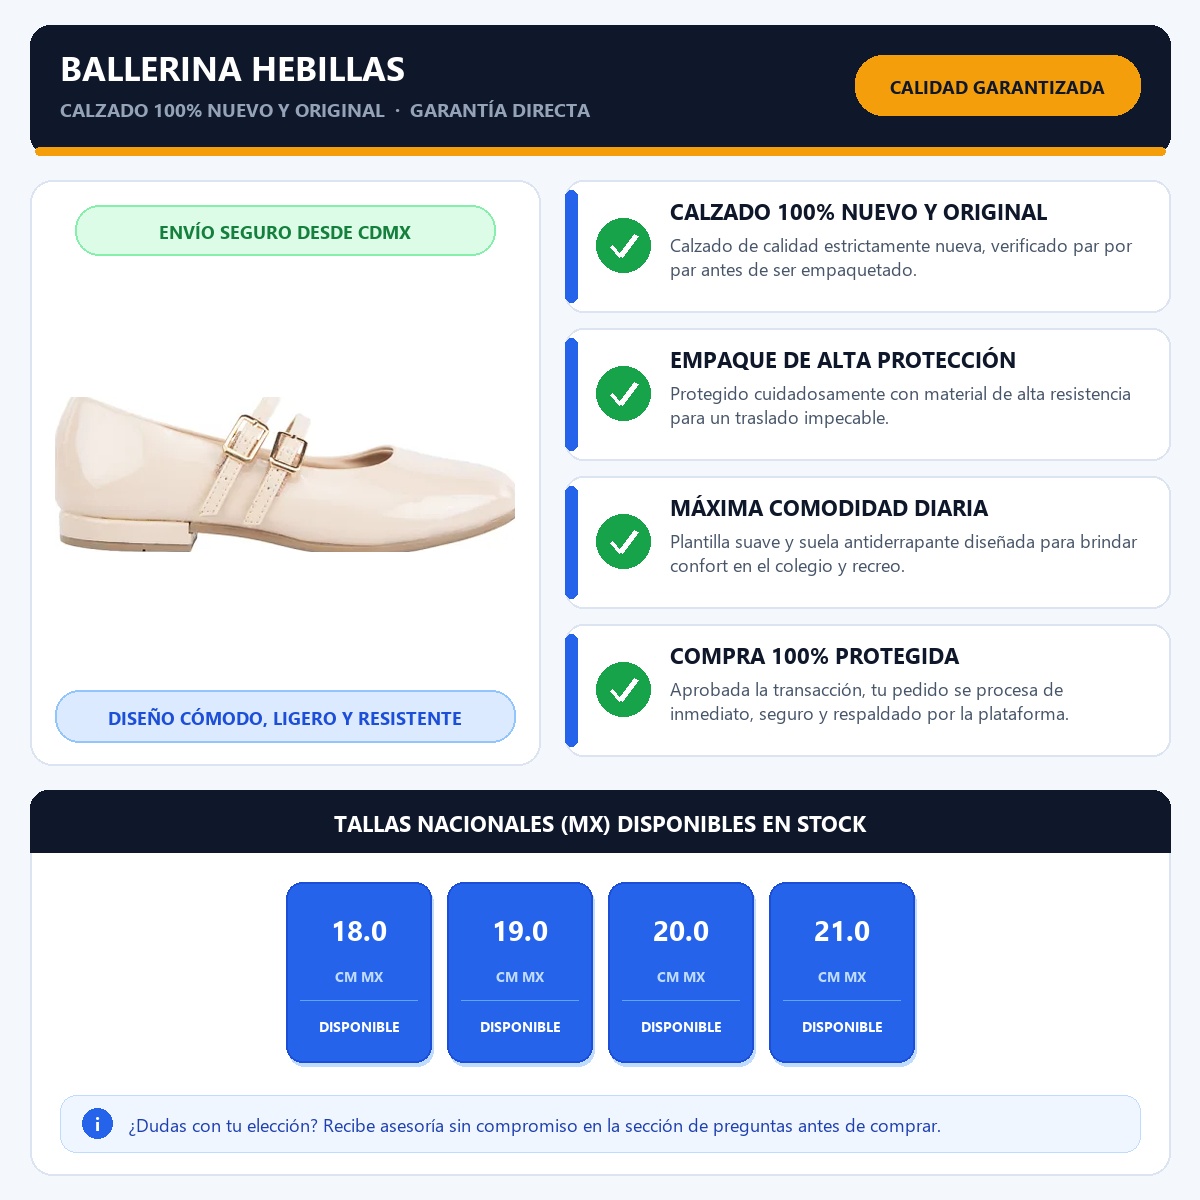 BALLERINA HEBILLAS
CALZADO 100% NUEVO Y ORIGINAL · GARANTÍA DIRECTA
CALIDAD GARANTIZADA
ENVÍO SEGURO DESDE CDMX
DISEÑO CÓMODO, LIGERO Y RESISTENTE
CALZADO 100% NUEVO Y ORIGINAL
Calzado de calidad estrictamente nueva, verificado par por
par antes de ser empaquetado.
EMPAQUE DE ALTA PROTECCIÓN
Protegido cuidadosamente con material de alta resistencia
para un traslado impecable.
MÁXIMA COMODIDAD DIARIA
Plantilla suave y suela antiderrapante diseñada para brindar
confort en el colegio y recreo.
COMPRA 100% PROTEGIDA
Aprobada la transacción, tu pedido se procesa de
inmediato, seguro y respaldado por la plataforma.
TALLAS NACIONALES (MX) DISPONIBLES EN STOCK
18.0
CM MX
DISPONIBLE
19.0
CM MX
DISPONIBLE
20.0
CM MX
DISPONIBLE
21.0
CM MX
DISPONIBLE
¿Dudas con tu elección? Recibe asesoría sin compromiso en la sección de preguntas antes de comprar.